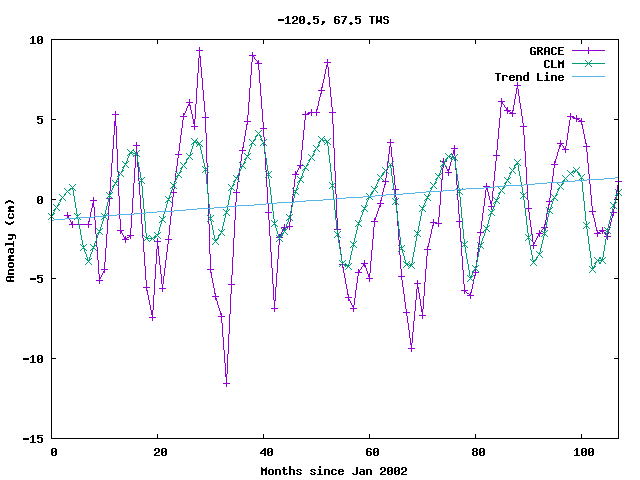 -120.5, 67.5 TWS
GRACE
CLM
Trend Line
10
5
0
-5
-10
-15
Anomaly (cm)
0 20 40 60 80 100
Months since Jan 2002